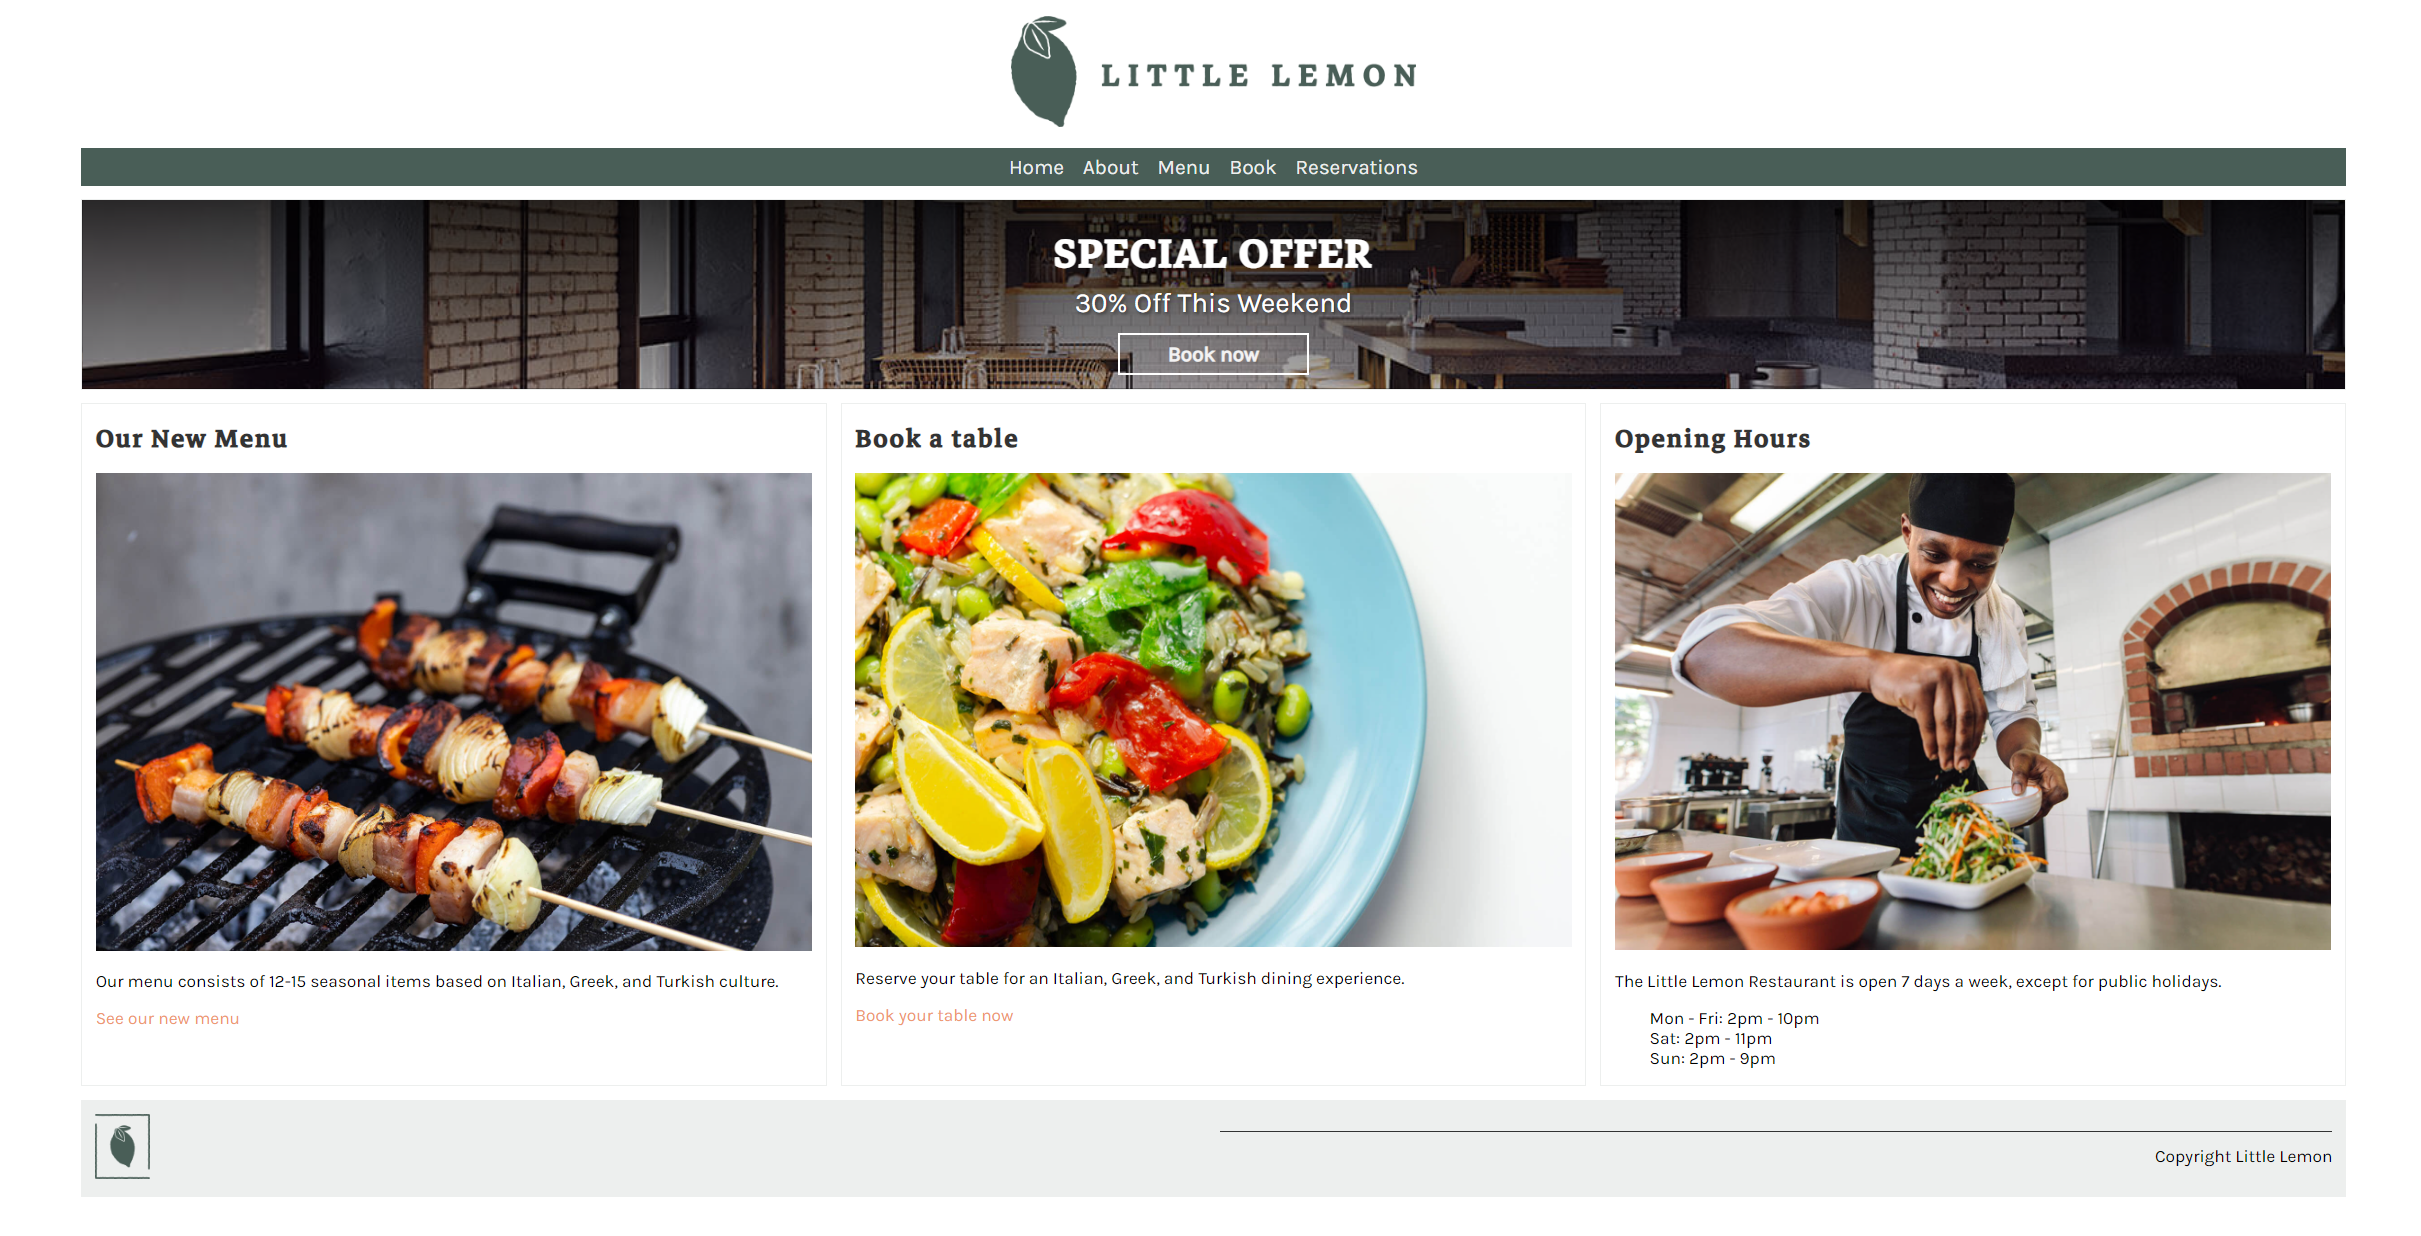 LITTLE LEMON
Home About Menu Book Reservations
SPECIAL OFFER
30% Off This Weekend
Book now
Our New Menu
Our menu consists of 12-15 seasonal items based on Italian, Greek, and Turkish culture.
See our new menu
Book a table
Reserve your table for an Italian, Greek, and Turkish dining experience.
Book your table now
Opening Hours
The Little Lemon Restaurant is open 7 days a week, except for public holidays.
Mon - Fri: 2pm - 10pm
Sat: 2pm - 11pm
Sun: 2pm - 9pm
Copyright Little Lemon